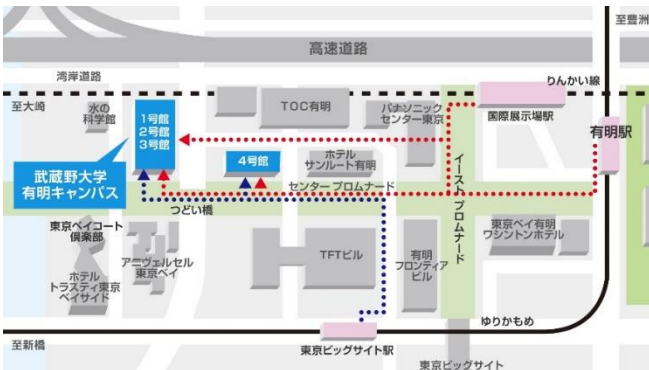 至豊洲
高速道路
湾岸道路
りんかい線
至大崎
水の
科学館
1号館
2号館
3号館
TOC有明
パナソニック
センター東京
国際展示場駅
有明駅
武蔵野大学
有明キャンパス
4号館
ホテル
サンルート有明
センター プロムナード
イースト プロムナード
つどい橋
東京ベイコート
倶楽部
アニヴェルセル
東京ベイ
TFTビル
有明
フロンティア
ビル
東京ベイ有明
ワシントンホテル
ホテル
トラスティ東京
ベイサイド
ゆりかもめ
至新橋
東京ビッグサイト駅
東京ビッグサイト